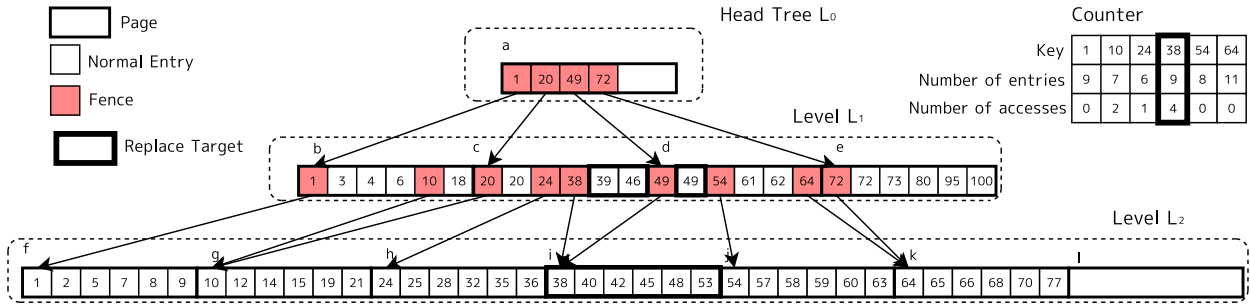 Head Tree L0
Counter
Page
Normal Entry
Fence
Replace Target
Key 1 10 24 38 54 64
Number of entries 9 7 6 9 8 11
Number of accesses 0 2 1 4 0 0
a
1 20 49 72
Level L1
b c d e
1 3 4 6 10 18 20 20 24 38 39 46 49 49 54 61 62 64 72 72 73 80 95 100
Level L2
f g h i j k l
1 2 5 7 8 9 10 12 14 15 19 21 24 25 28 32 35 36 38 40 42 45 48 53 54 57 58 59 60 63 64 66 67 68 70 77